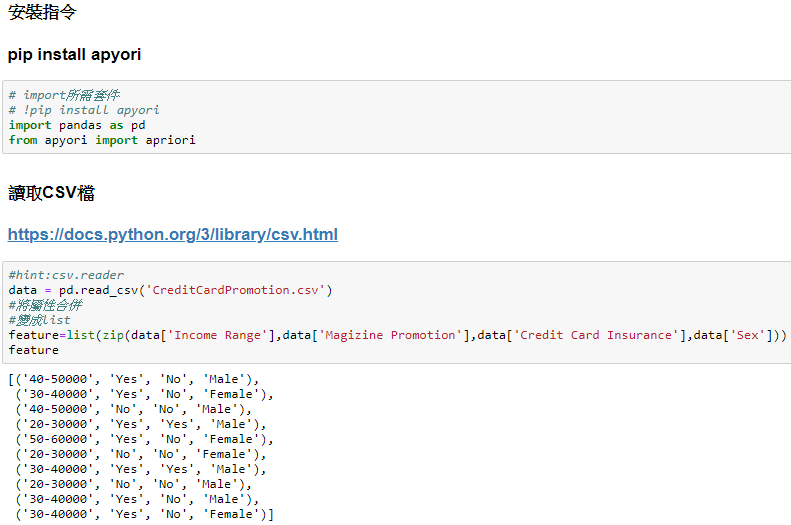 安裝指令
pip install apyori
# import所需套件
# !pip install apyori
import pandas as pd
from apyori import apriori
讀取CSV檔
https://docs.python.org/3/library/csv.html
#hint:csv.reader
data = pd.read_csv('CreditCardPromotion.csv')
#將屬性合併
#變成list
feature=list(zip(data['Income Range'],data['Magizine Promotion'],data['Credit Card Insurance'],data['Sex']))
feature
[('40-50000', 'Yes', 'No', 'Male'),
('30-40000', 'Yes', 'No', 'Female'),
('40-50000', 'No', 'No', 'Male'),
('20-30000', 'Yes', 'Yes', 'Male'),
('50-60000', 'Yes', 'No', 'Female'),
('20-30000', 'No', 'No', 'Female'),
('30-40000', 'Yes', 'Yes', 'Male'),
('20-30000', 'No', 'No', 'Male'),
('30-40000', 'Yes', 'No', 'Male'),
('30-40000', 'Yes', 'No', 'Female')]